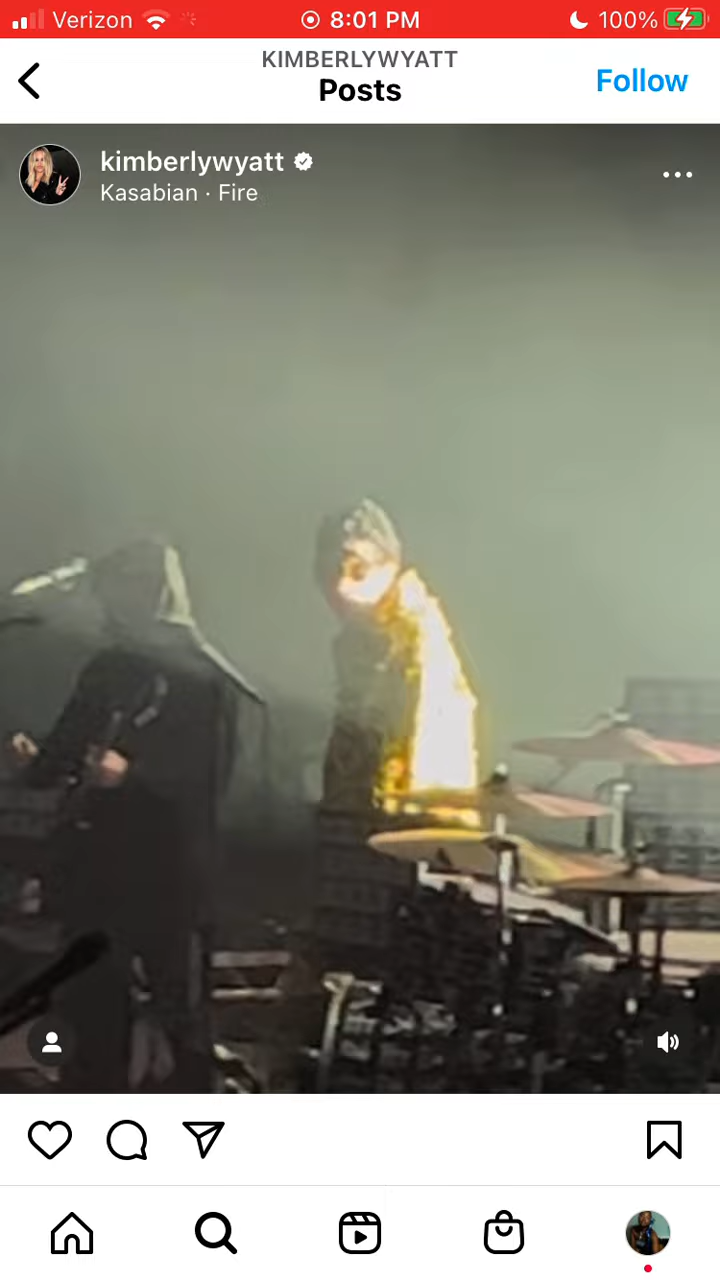 Verizon 8:01 PM 100%
KIMBERLYWYATT
Posts
Follow
kimberlywyatt
Kasabian · Fire